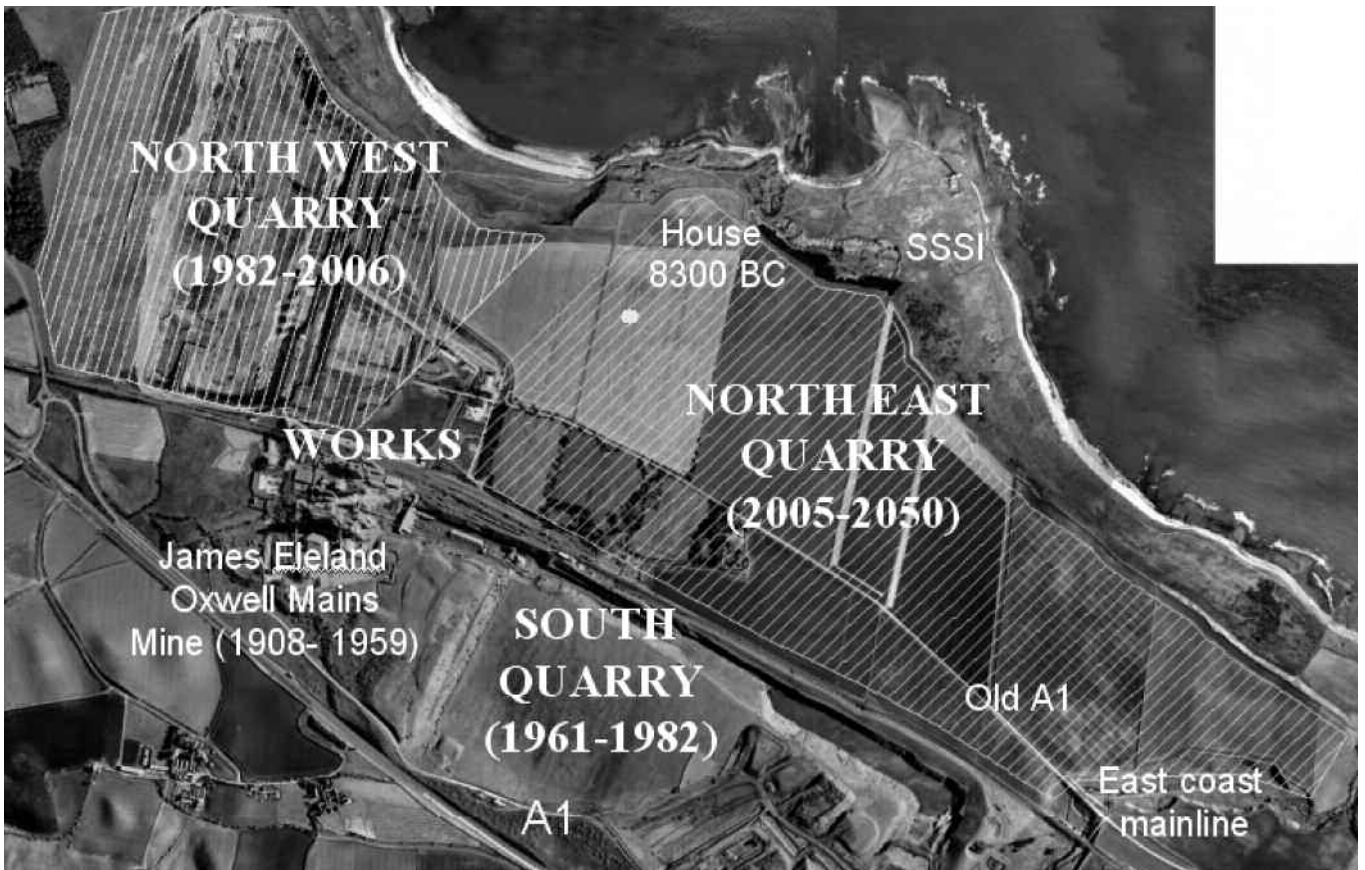 NORTH WEST
QUARRY
(1982-2006)
House
8300 BC
SSSI
NORTH EAST
QUARRY
(2005-2050)
WORKS
James Eleland
Oxwell Mains
Mine (1908- 1959)
SOUTH
QUARRY
(1961-1982)
Old A1
A1
East coast
mainline